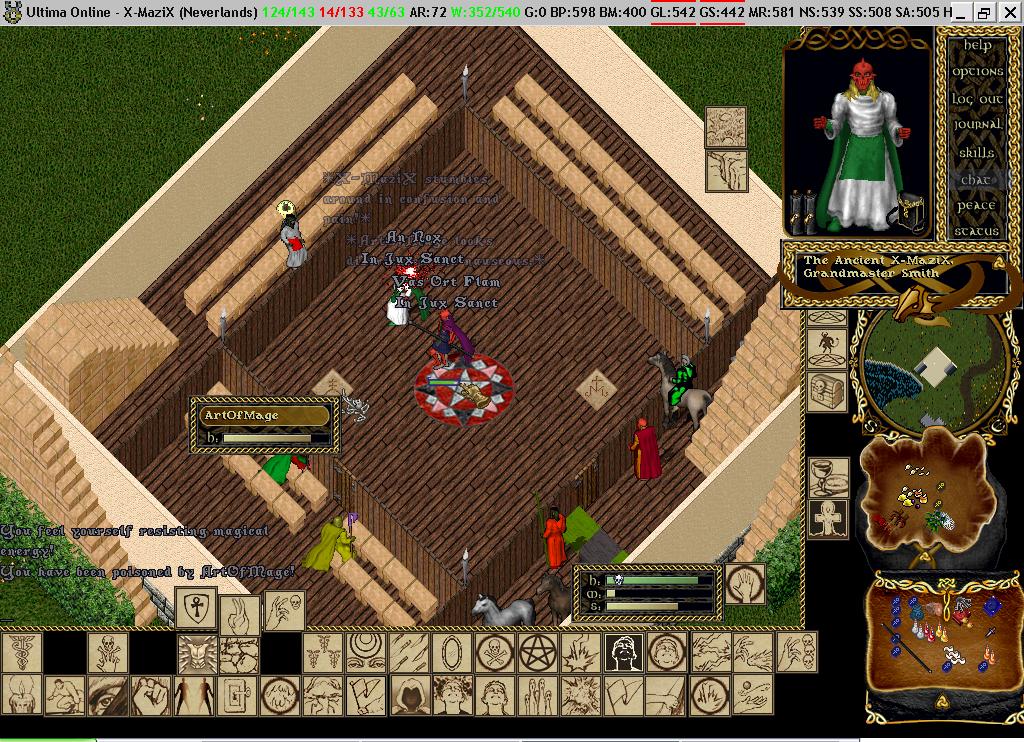 Ultima Online - X-MaziX (Neverlands) 124/143 14/133 43/63 AR:72 W:352/540 G:0 BP:598 BM:400 GL:542 GS:442 MR:581 NS:539 SS:508 SA:505 H
help
options
log out
journal
skills
chat
peace
status
*X-MaziX stumbles
around in confusion and
pain!*
An Nox
In Jux Sanct
Vas Ort Flam
In Jux Sanct
The Ancient X-MaziX,
Grandmaster Smith
ArtOfMage
h:
You feel yourself resisting magical
energy!
You have been poisoned by ArtOfMage!
h:
m:
s: